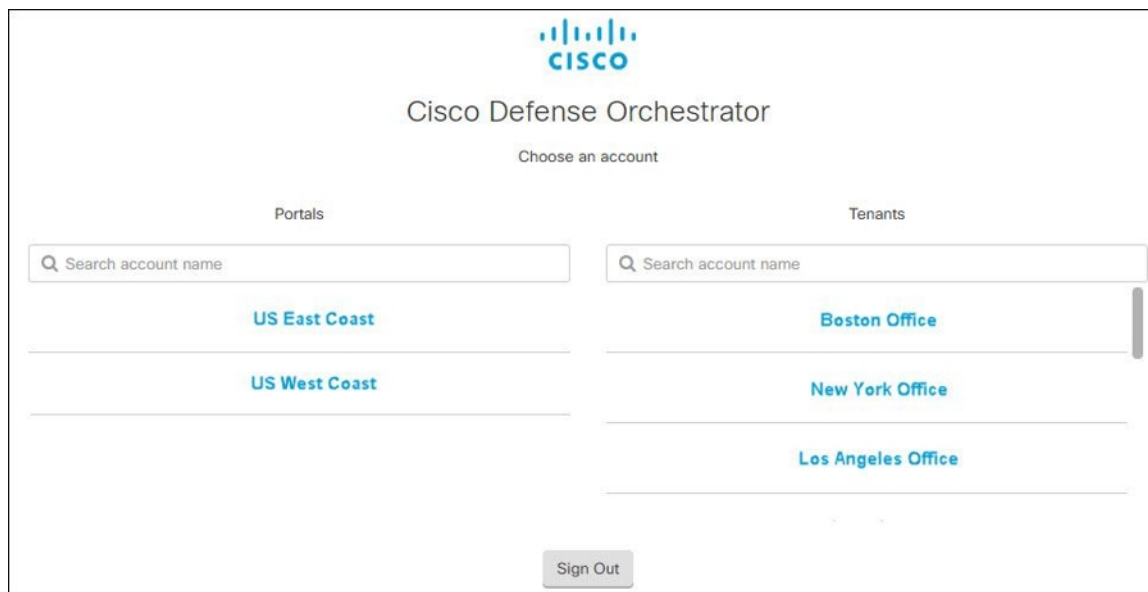 CISCO
Cisco Defense Orchestrator
Choose an account
Portals
Search account name
US East Coast
US West Coast
Tenants
Search account name
Boston Office
New York Office
Los Angeles Office
Sign Out